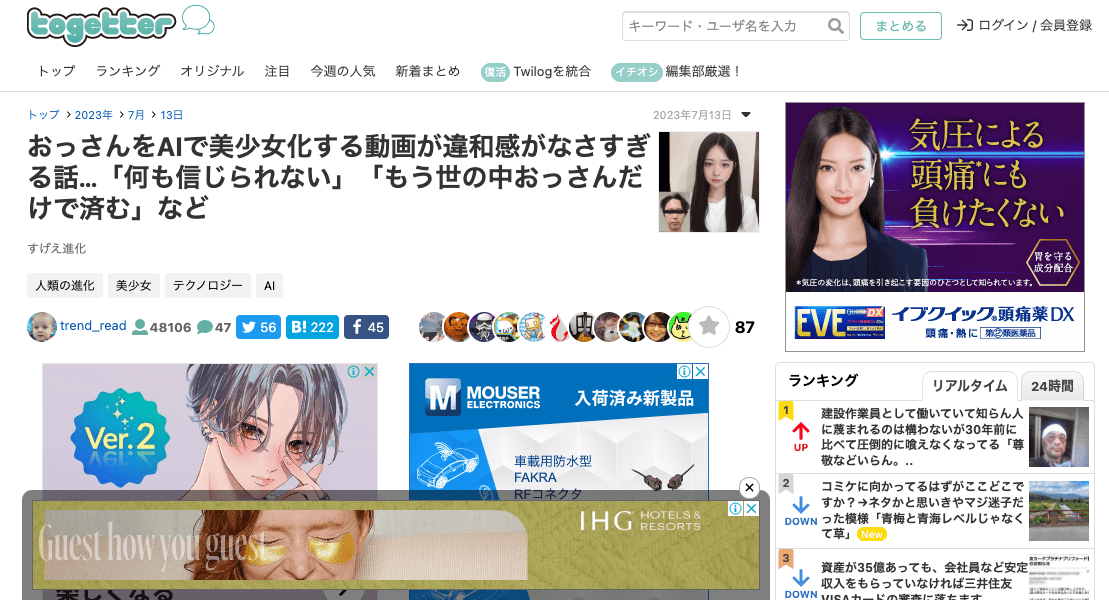 togetter
キーワード・ユーザ名を入力
まとめる
ログイン / 会員登録
トップ ランキング オリジナル 注目 今週の人気 新着まとめ 復活 Twilogを統合 イチオシ 編集部厳選！
トップ 2023年 7月 13日
2023年7月13日
おっさんをAIで美少女化する動画が違和感がなさすぎ
る話…「何も信じられない」「もう世の中おっさんだ
けで済む」など
すげえ進化
人類の進化 美少女 テクノロジー AI
trend_read 48106 47 56 B! 222 45
87
Ver.2
MOUSER
ELECTRONICS
入荷済み新製品
車載用防水型
FAKRA
RFコネクタ
Guest how you guest
IHG HOTELS &
RESORTS
楽しくなる
気圧による
頭痛*にも
負けたくない
胃を守る
成分配合
*気圧の変化は、頭痛を引き起こす要因のひとつとして知られています。
EVE
DX
イブクイック®頭痛薬DX
頭痛・熱に 第②類医薬品
ランキング
リアルタイム
24時間
1
UP
建設作業員として働いていて知らん人
に蔑まれるのは構わないが30年前に
比べて圧倒的に喰えなくなってる「尊
敬などいらん。..
2
DOWN
コミケに向かってるはずがここどこで
すか？→ネタかと思いきやマジ迷子だ
った模様「青梅と青海レベルじゃなく
て草」 New
3
DOWN
資産が35億あっても、会社員など安定
収入をもらっていなければ三井住友
VISAカードの審査に落ちます